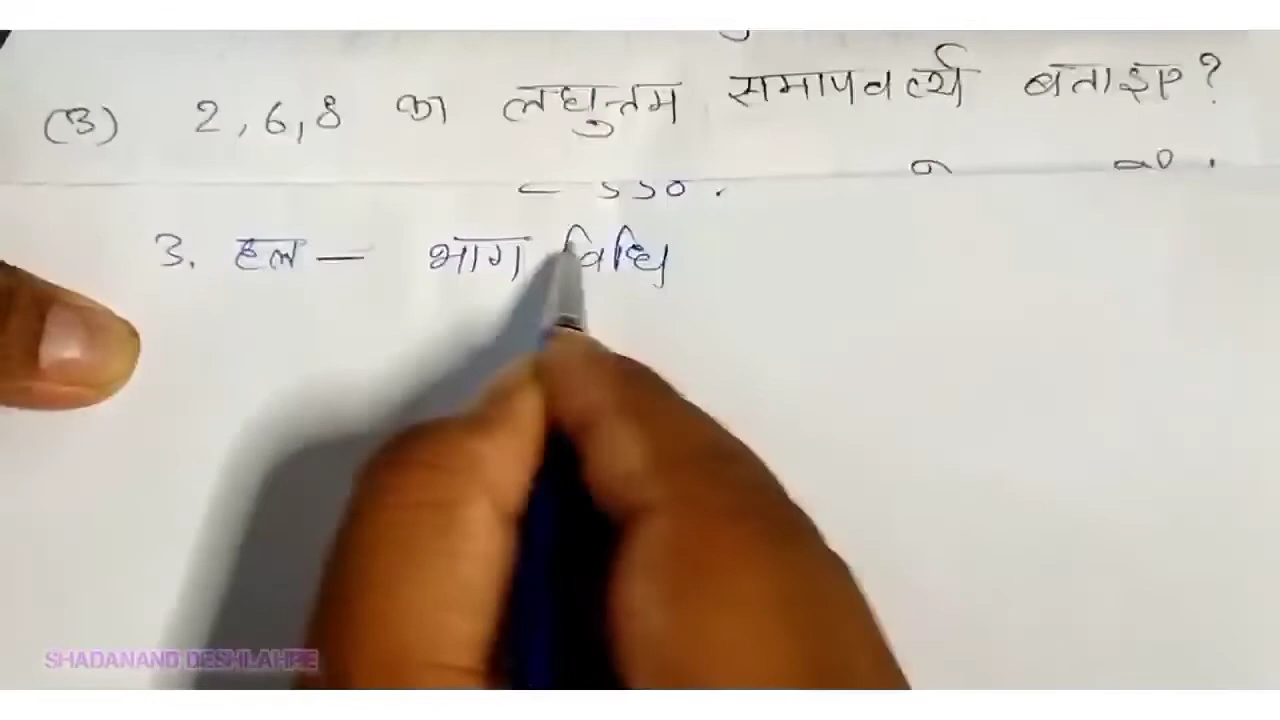 (3) 2, 6, 8 का लघुत्तम समापवर्त्य बताइए?
3. हल — भाग विधि
SHADANAND DESHLAHRE